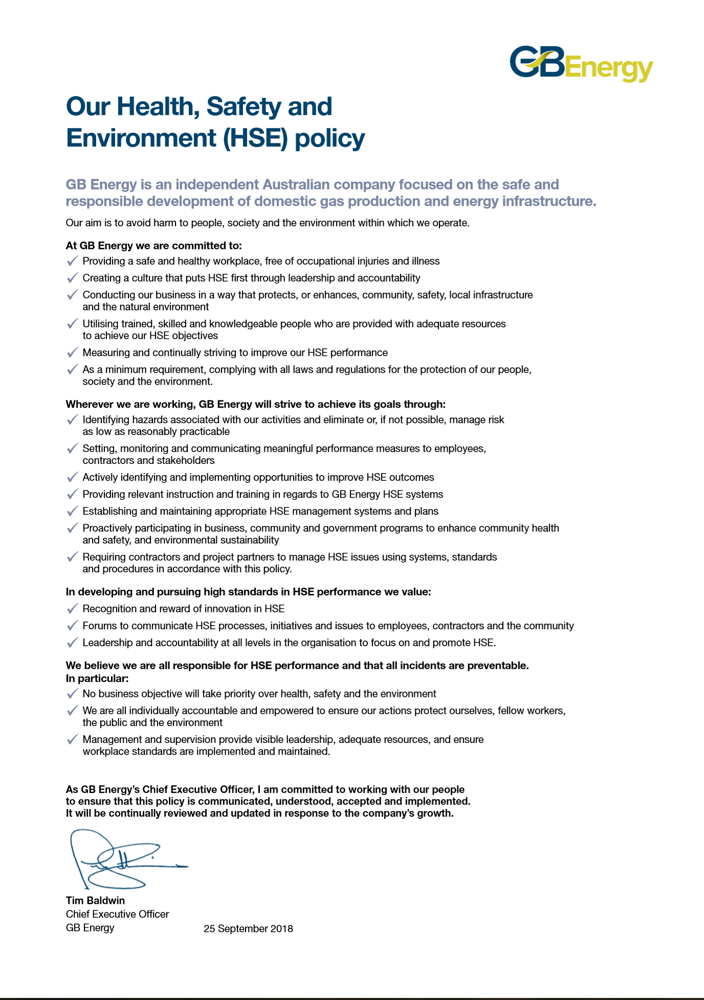 GBEnergy
Our Health, Safety and
Environment (HSE) policy
GB Energy is an independent Australian company focused on the safe and
responsible development of domestic gas production and energy infrastructure.
Our aim is to avoid harm to people, society and the environment within which we operate.
At GB Energy we are committed to:
✓ Providing a safe and healthy workplace, free of occupational injuries and illness
✓ Creating a culture that puts HSE first through leadership and accountability
✓ Conducting our business in a way that protects, or enhances, community, safety, local infrastructure
and the natural environment
✓ Utilising trained, skilled and knowledgeable people who are provided with adequate resources
to achieve our HSE objectives
✓ Measuring and continually striving to improve our HSE performance
✓ As a minimum requirement, complying with all laws and regulations for the protection of our people,
society and the environment.
Wherever we are working, GB Energy will strive to achieve its goals through:
✓ Identifying hazards associated with our activities and eliminate or, if not possible, manage risk
as low as reasonably practicable
✓ Setting, monitoring and communicating meaningful performance measures to employees,
contractors and stakeholders
✓ Actively identifying and implementing opportunities to improve HSE outcomes
✓ Providing relevant instruction and training in regards to GB Energy HSE systems
✓ Establishing and maintaining appropriate HSE management systems and plans
✓ Proactively participating in business, community and government programs to enhance community health
and safety, and environmental sustainability
✓ Requiring contractors and project partners to manage HSE issues using systems, standards
and procedures in accordance with this policy.
In developing and pursuing high standards in HSE performance we value:
✓ Recognition and reward of innovation in HSE
✓ Forums to communicate HSE processes, initiatives and issues to employees, contractors and the community
✓ Leadership and accountability at all levels in the organisation to focus on and promote HSE.
We believe we are all responsible for HSE performance and that all incidents are preventable.
In particular:
✓ No business objective will take priority over health, safety and the environment
✓ We are all individually accountable and empowered to ensure our actions protect ourselves, fellow workers,
the public and the environment
✓ Management and supervision provide visible leadership, adequate resources, and ensure
workplace standards are implemented and maintained.
As GB Energy’s Chief Executive Officer, I am committed to working with our people
to ensure that this policy is communicated, understood, accepted and implemented.
It will be continually reviewed and updated in response to the company’s growth.
Tim Baldwin
Chief Executive Officer
GB Energy 25 September 2018